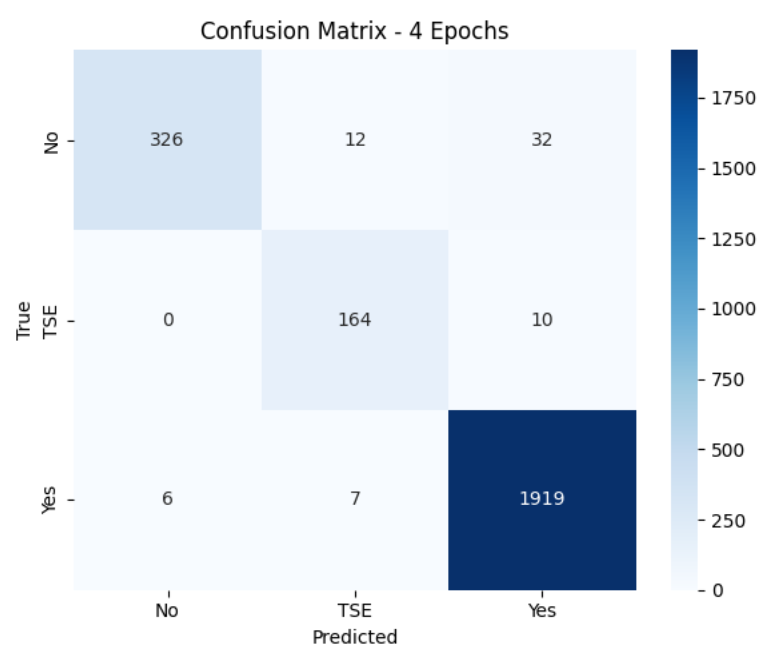 Confusion Matrix - 4 Epochs
No
326
12
32
True
TSE
0
164
10
Yes
6
7
1919
No
TSE
Yes
Predicted
1750
1500
1250
1000
750
500
250
0